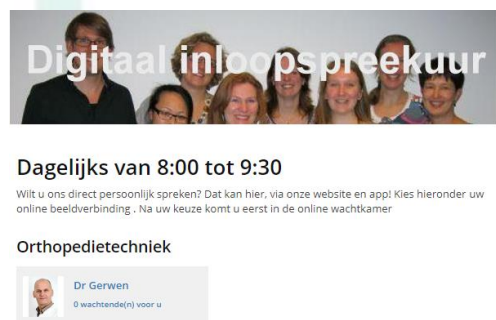 Digitaal inloopspreekuur
Dagelijks van 8:00 tot 9:30
Wilt u ons direct persoonlijk spreken? Dat kan hier, via onze website en app! Kies hieronder uw
online beeldverbinding . Na uw keuze komt u eerst in de online wachtkamer
Orthopedietechniek
Dr Gerwen
0 wachtende(n) voor u